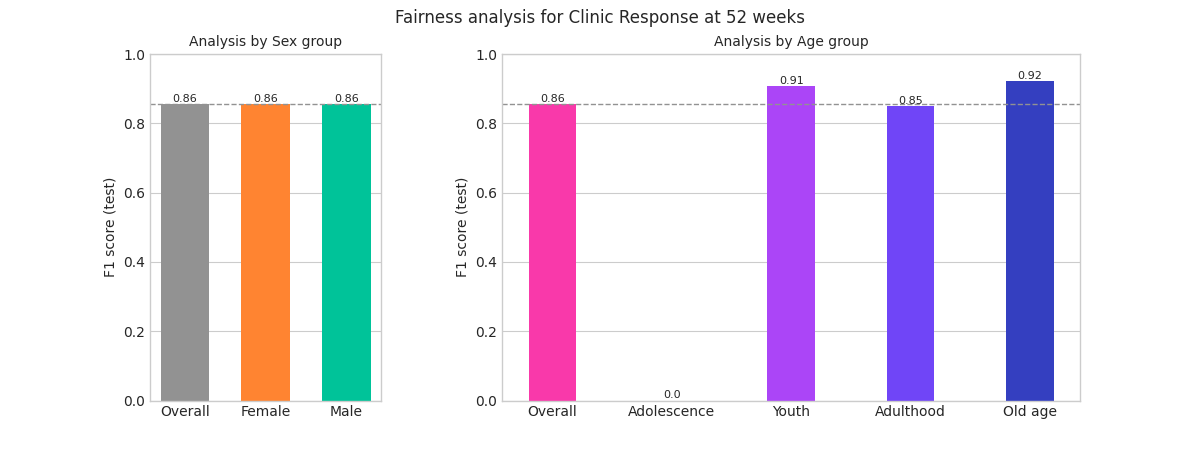 Fairness analysis for Clinic Response at 52 weeks
Analysis by Sex group
F1 score (test)
1.0
0.8
0.6
0.4
0.2
0.0
0.86
0.86
0.86
Overall
Female
Male
Analysis by Age group
F1 score (test)
1.0
0.8
0.6
0.4
0.2
0.0
0.86
0.0
0.91
0.85
0.92
Overall
Adolescence
Youth
Adulthood
Old age